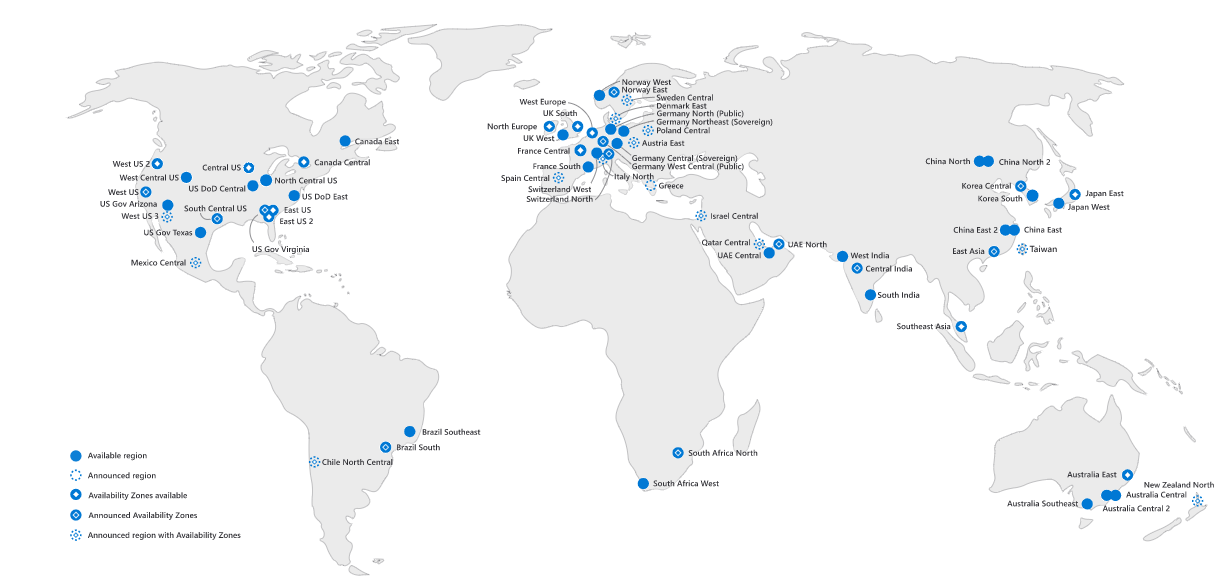 Norway West
Norway East
Sweden Central
West Europe
Denmark East
UK South
Germany North (Public)
Germany Northeast (Sovereign)
North Europe
Poland Central
UK West
Canada East
Austria East
France Central
Germany Central (Sovereign)
Germany West Central (Public)
West US 2
Central US
Canada Central
China North
China North 2
France South
West Central US
North Central US
Italy North
Spain Central
US DoD Central
Greece
Korea Central
West US
Switzerland West
Japan East
US DoD East
Switzerland North
Korea South
US Gov Arizona
Japan West
South Central US
East US
West US 3
Israel Central
East US 2
US Gov Texas
China East 2
China East
Qatar Central
UAE North
US Gov Virginia
Taiwan
East Asia
UAE Central
West India
Mexico Central
Central India
South India
Southeast Asia
Brazil Southeast
Brazil South
South Africa North
Available region
Chile North Central
Announced region
Australia East
South Africa West
New Zealand North
Availability Zones available
Australia Central
Australia Southeast
Australia Central 2
Announced Availability Zones
Announced region with Availability Zones